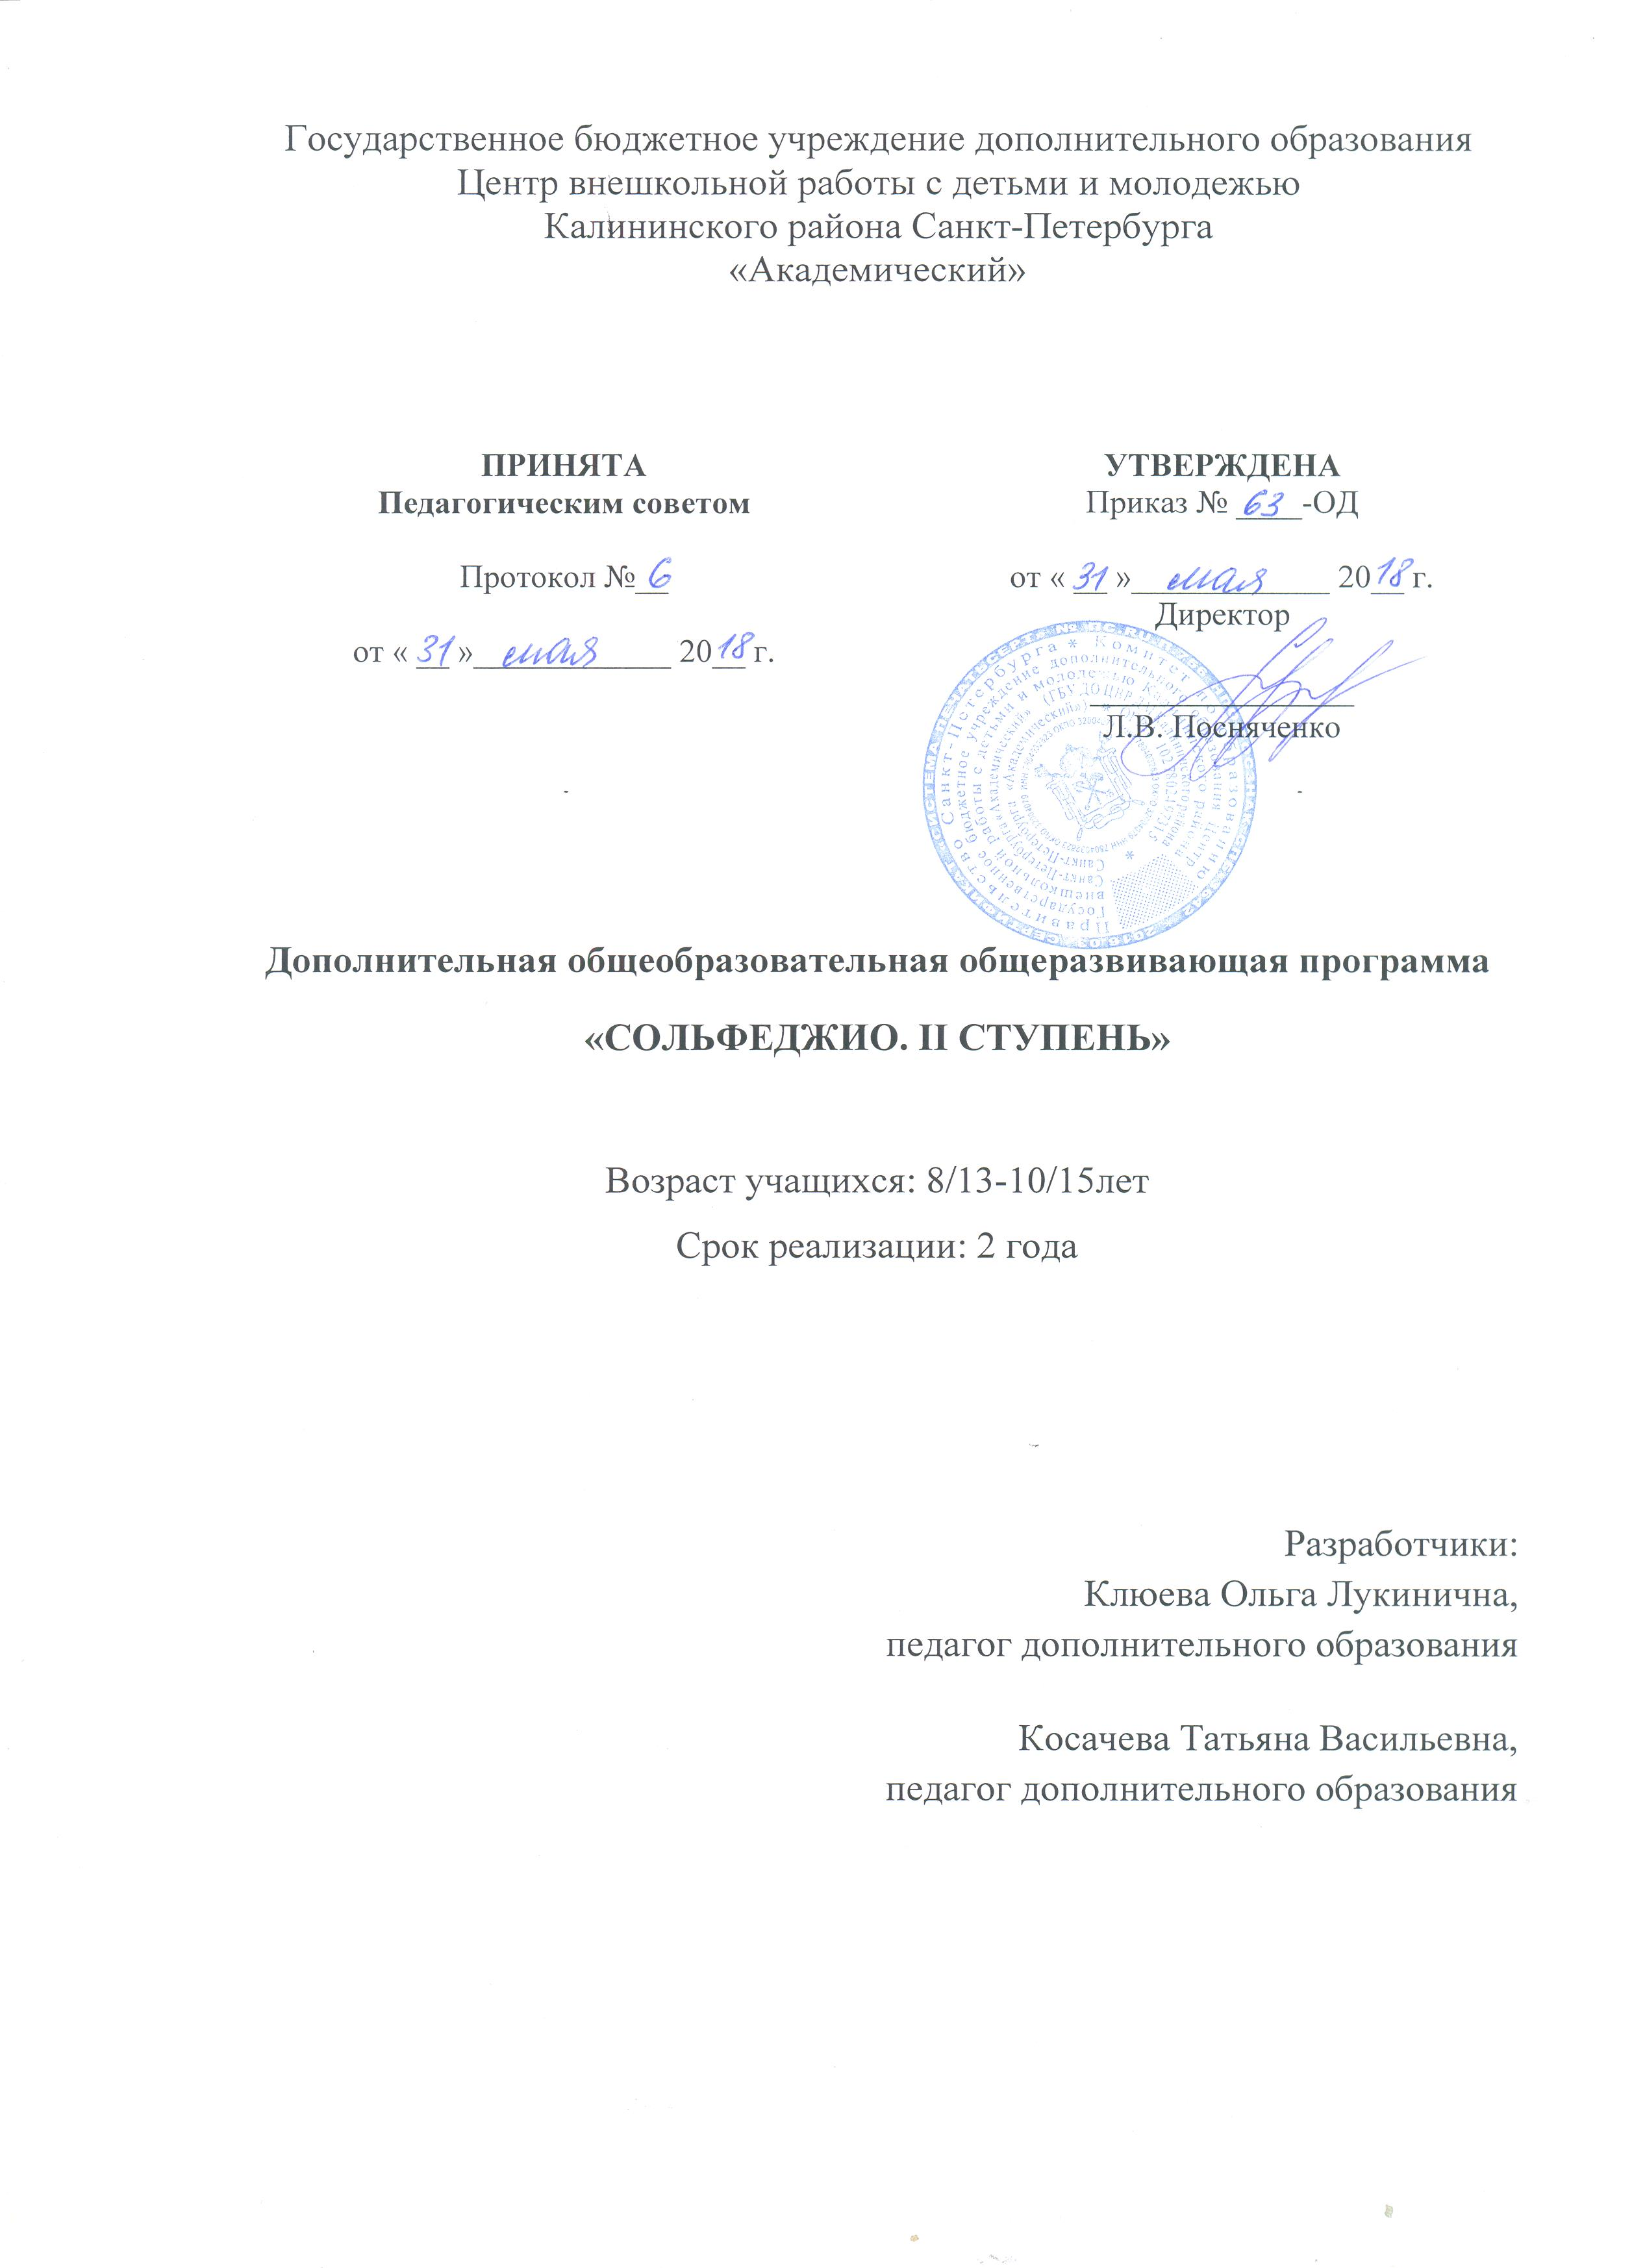 Государственное бюджетное учреждение дополнительного образования
Центр внешкольной работы с детьми и молодежью
Калининского района Санкт-Петербурга
«Академический»
ПРИНЯТА
Педагогическим советом
Протокол № 6
от « 31 » мая 2018 г.
УТВЕРЖДЕНА
Приказ № 63-ОД
от « 31 » мая 2018 г.
Директор
Л.В. Посняченко
Дополнительная общеобразовательная общеразвивающая программа
«СОЛЬФЕДЖИО. II СТУПЕНЬ»
Возраст учащихся: 8/13-10/15лет
Срок реализации: 2 года
Разработчики:
Клюева Ольга Лукинична,
педагог дополнительного образования
Косачева Татьяна Васильевна,
педагог дополнительного образования